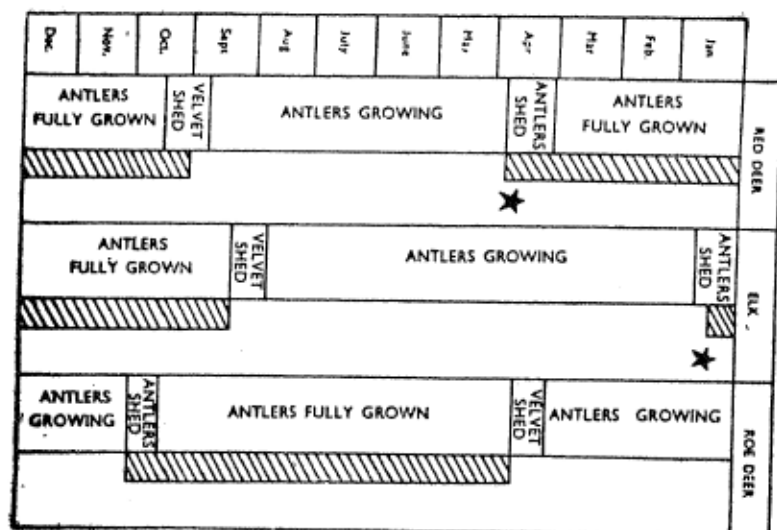 Dec.
Nov.
Oct.
Sept
Aug
July
June
May
Apr
Mar
Feb.
Jan
ANTLERS
FULLY GROWN
VELVET
SHED
ANTLERS GROWING
ANTLERS
SHED
ANTLERS
FULLY GROWN
RED DEER
ANTLERS
FULLY GROWN
VELVET
SHED
ANTLERS GROWING
ANTLERS
SHED
ELK
ANTLERS
GROWING
ANTLERS
SHED
ANTLERS FULLY GROWN
VELVET
SHED
ANTLERS GROWING
ROE DEER